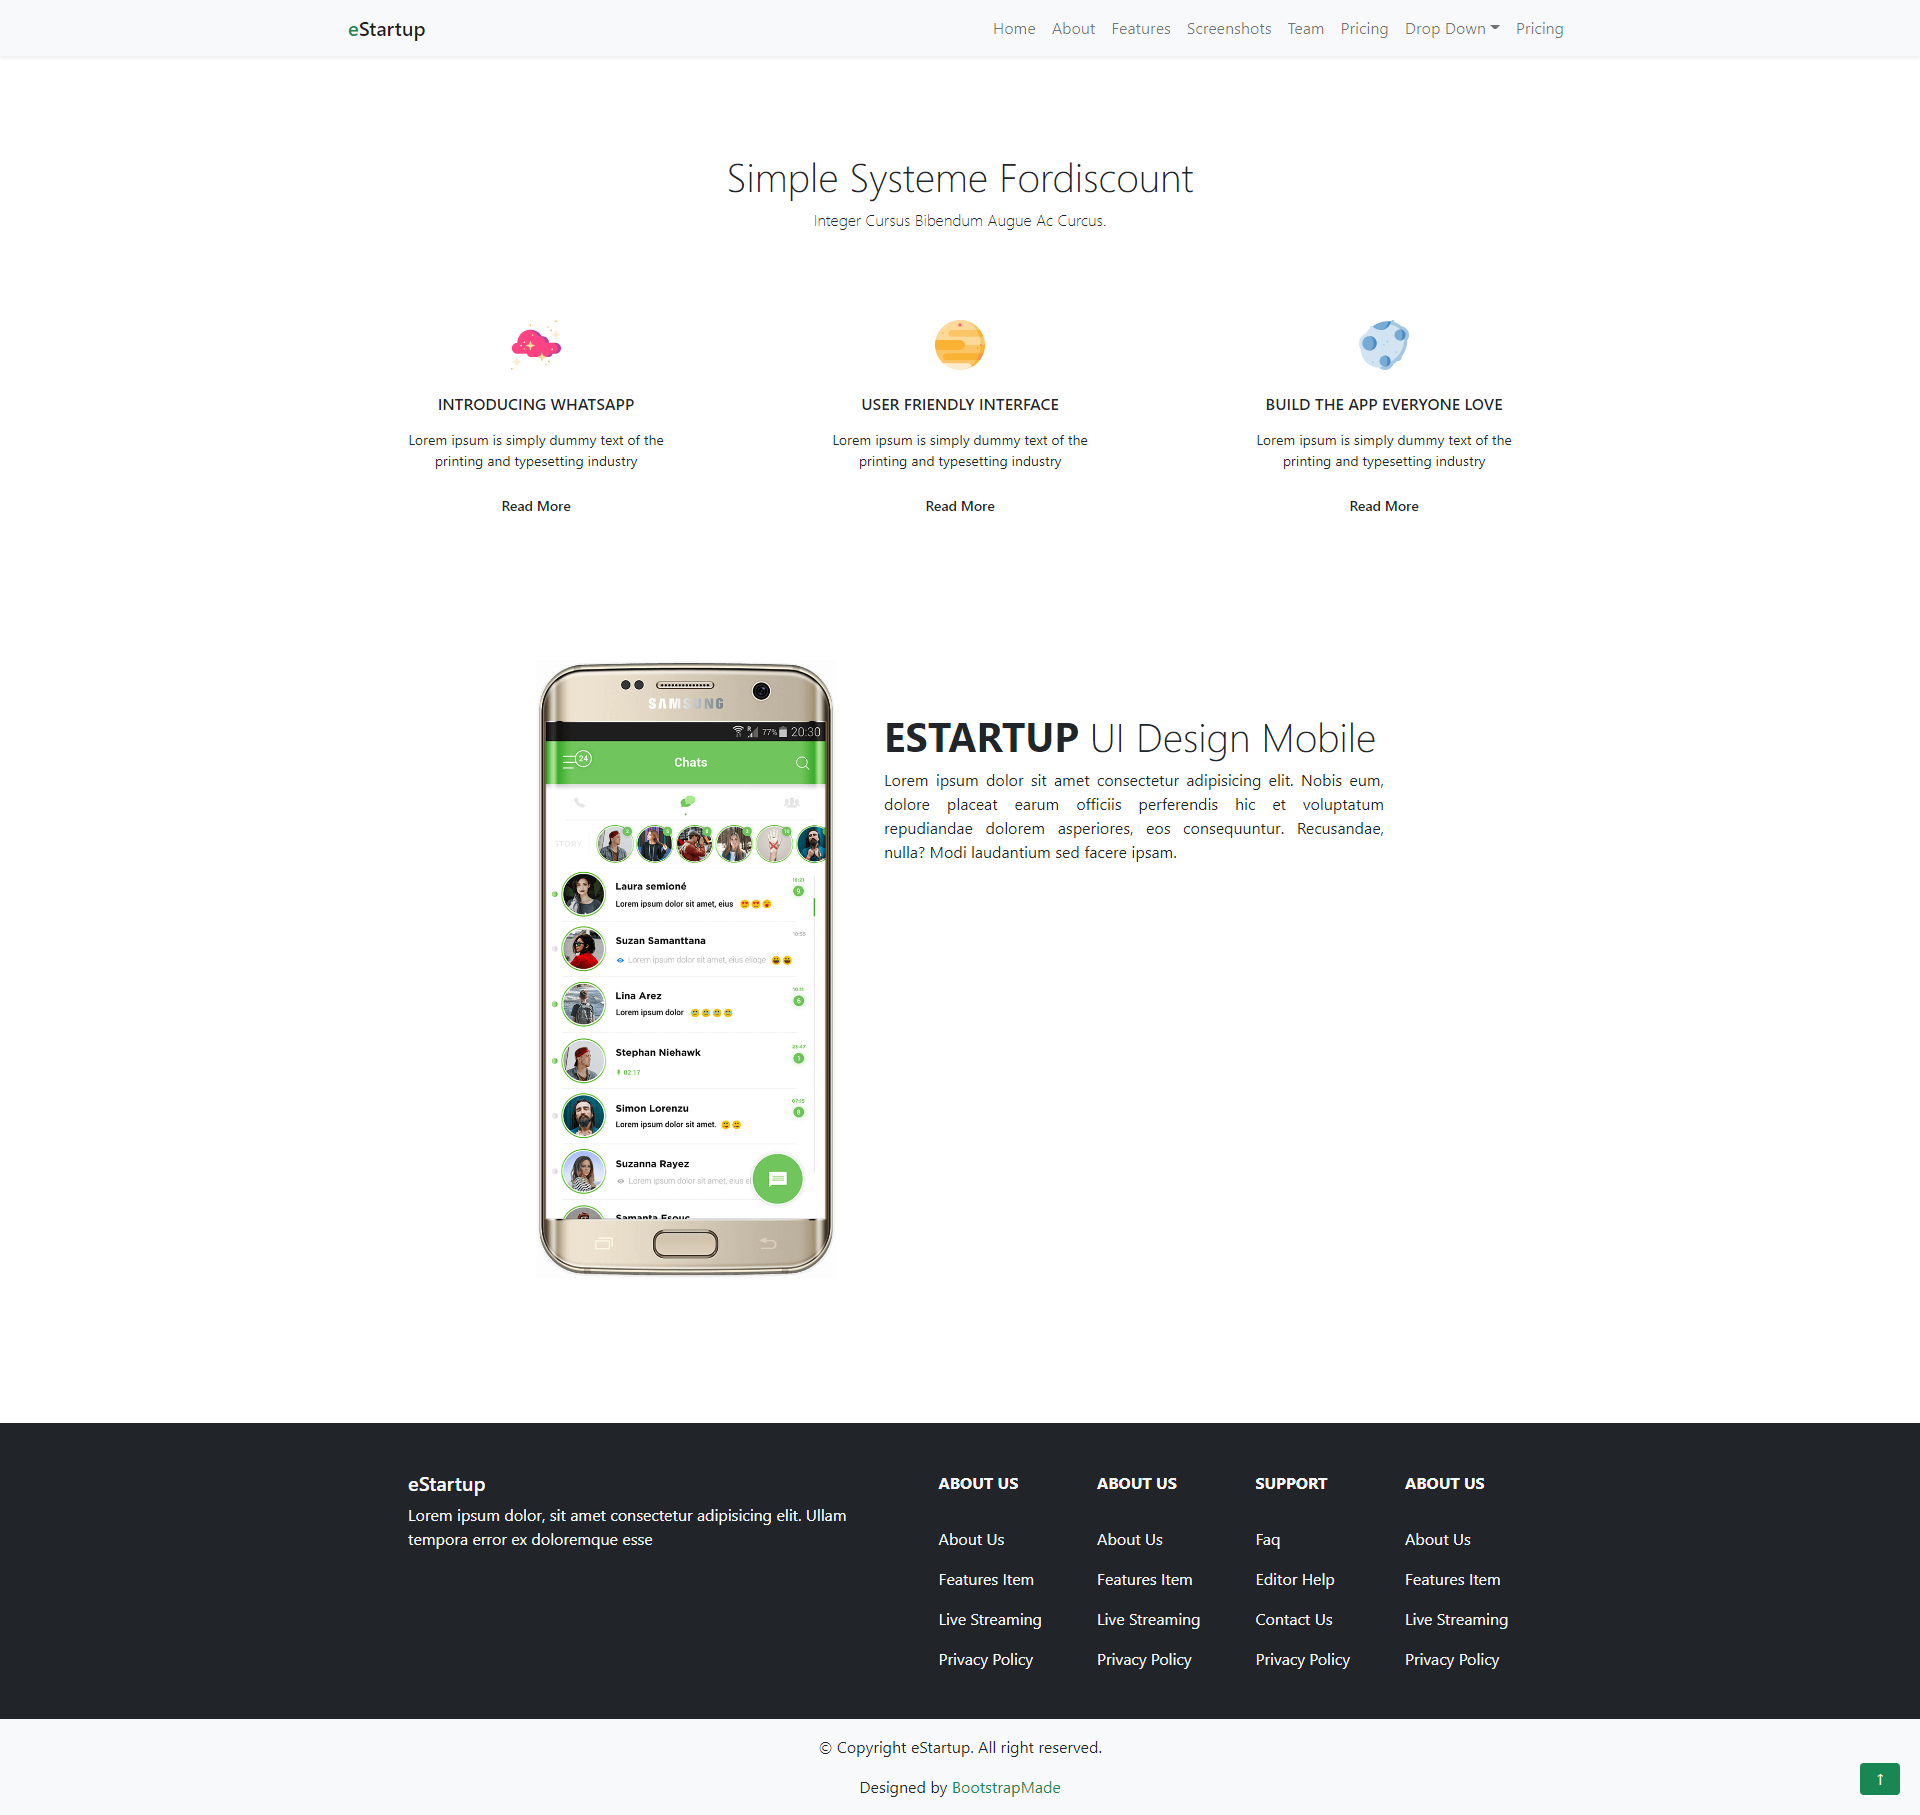 eStartup
Home About Features Screenshots Team Pricing Drop Down Pricing
Simple Systeme Fordiscount
Integer Cursus Bibendum Augue Ac Curcus.
INTRODUCING WHATSAPP
Lorem ipsum is simply dummy text of the
printing and typesetting industry
Read More
USER FRIENDLY INTERFACE
Lorem ipsum is simply dummy text of the
printing and typesetting industry
Read More
BUILD THE APP EVERYONE LOVE
Lorem ipsum is simply dummy text of the
printing and typesetting industry
Read More
SAMSUNG
77% 20:30
24 Chats
STORY
Laura semioné
Lorem ipsum dolor sit amet, eius
Suzan Samanttana
Lorem ipsum dolor sit amet, eius elioqe
Lina Arez
Lorem ipsum dolor
Stephan Niehawk
02:17
Simon Lorenzu
07:15
Lorem ipsum dolor sit amet.
Suzanna Rayez
Lorem ipsum dolor sit amet, eius el
Samanta Esouc
ESTARTUP UI Design Mobile
Lorem ipsum dolor sit amet consectetur adipisicing elit. Nobis eum,
dolore placeat earum officiis perferendis hic et voluptatum
repudiandae dolorem asperiores, eos consequuntur. Recusandae,
nulla? Modi laudantium sed facere ipsam.
eStartup
Lorem ipsum dolor, sit amet consectetur adipisicing elit. Ullam
tempora error ex doloremque esse
ABOUT US
About Us
Features Item
Live Streaming
Privacy Policy
ABOUT US
About Us
Features Item
Live Streaming
Privacy Policy
SUPPORT
Faq
Editor Help
Contact Us
Privacy Policy
ABOUT US
About Us
Features Item
Live Streaming
Privacy Policy
© Copyright eStartup. All right reserved.
Designed by BootstrapMade
↑